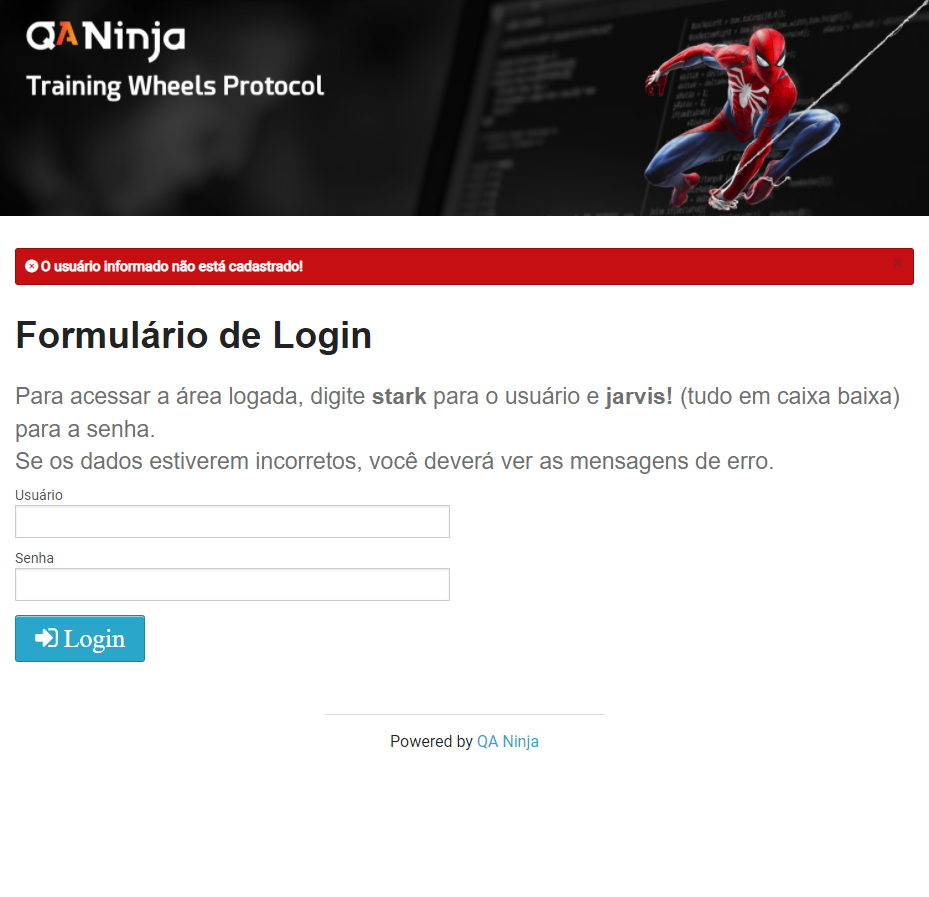 QANinja
Training Wheels Protocol
O usuário informado não está cadastrado!
Formulário de Login
Para acessar a área logada, digite stark para o usuário e jarvis! (tudo em caixa baixa)
para a senha.
Se os dados estiverem incorretos, você deverá ver as mensagens de erro.
Usuário
Senha
Login
Powered by QA Ninja